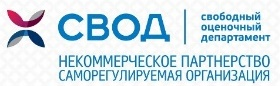 СВОД
свободный
оценочный
департамент
НЕКОММЕРЧЕСКОЕ ПАРТНЕРСТВО
САМОРЕГУЛИРУЕМАЯ ОРГАНИЗАЦИЯ